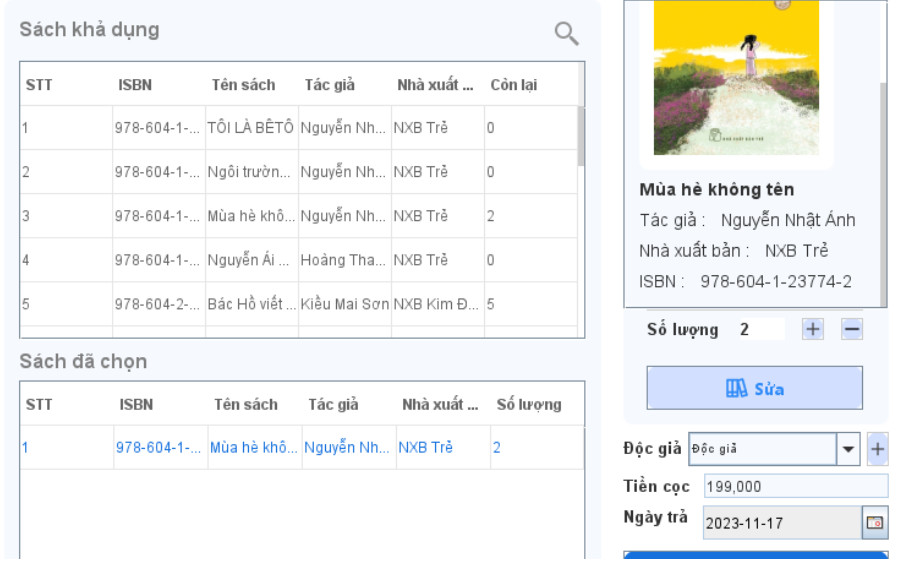 Sách khả dụng
STT ISBN Tên sách Tác giả Nhà xuất ... Còn lại
1 978-604-1-... TÔI LÀ BÊTÔ Nguyễn Nh... NXB Trẻ 0
2 978-604-1-... Ngôi trườn... Nguyễn Nh... NXB Trẻ 0
3 978-604-1-... Mùa hè khô... Nguyễn Nh... NXB Trẻ 2
4 978-604-1-... Nguyễn Ái ... Hoàng Tha... NXB Trẻ 0
5 978-604-2-... Bác Hồ viết ... Kiều Mai Sơn NXB Kim Đ... 5
Sách đã chọn
STT ISBN Tên sách Tác giả Nhà xuất ... Số lượng
1 978-604-1-... Mùa hè khô... Nguyễn Nh... NXB Trẻ 2
Mùa hè không tên
Tác giả : Nguyễn Nhật Ánh
Nhà xuất bản : NXB Trẻ
ISBN : 978-604-1-23774-2
Số lượng 2 + −
Sửa
Độc giả Độc giả +
Tiền cọc 199,000
Ngày trả 2023-11-17